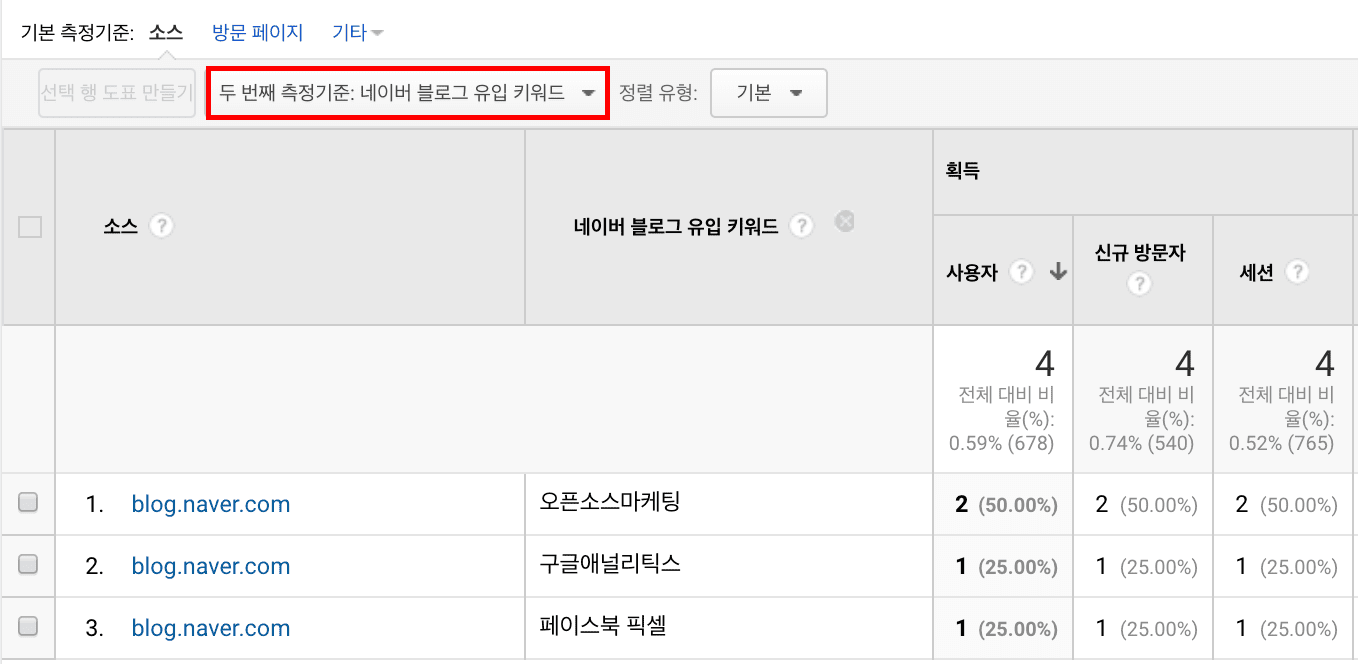 기본 측정기준: 소스 방문 페이지 기타
선택 행 도표 만들기 두 번째 측정기준: 네이버 블로그 유입 키워드 정렬 유형: 기본
획득
소스 ? 네이버 블로그 유입 키워드 ?
사용자 ? 신규 방문자 ? 세션 ?
4 4 4
전체 대비 비 전체 대비 비 전체 대비 비
율(%): 율(%): 율(%):
0.59% (678) 0.74% (540) 0.52% (765)
1. blog.naver.com 오픈소스마케팅 2 (50.00%) 2 (50.00%) 2 (50.00%)
2. blog.naver.com 구글애널리틱스 1 (25.00%) 1 (25.00%) 1 (25.00%)
3. blog.naver.com 페이스북 픽셀 1 (25.00%) 1 (25.00%) 1 (25.00%)